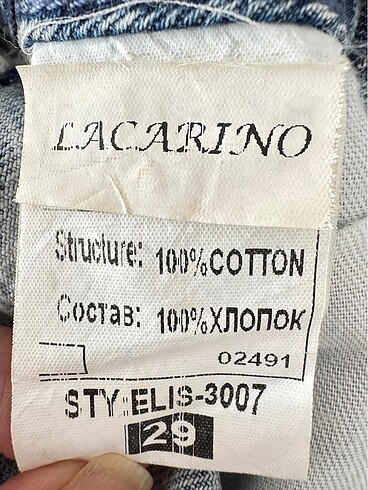 LACARINO
Structure: 100%COTTON
Состав: 100%ХЛОПОК
02491
STY:ELIS-3007
29